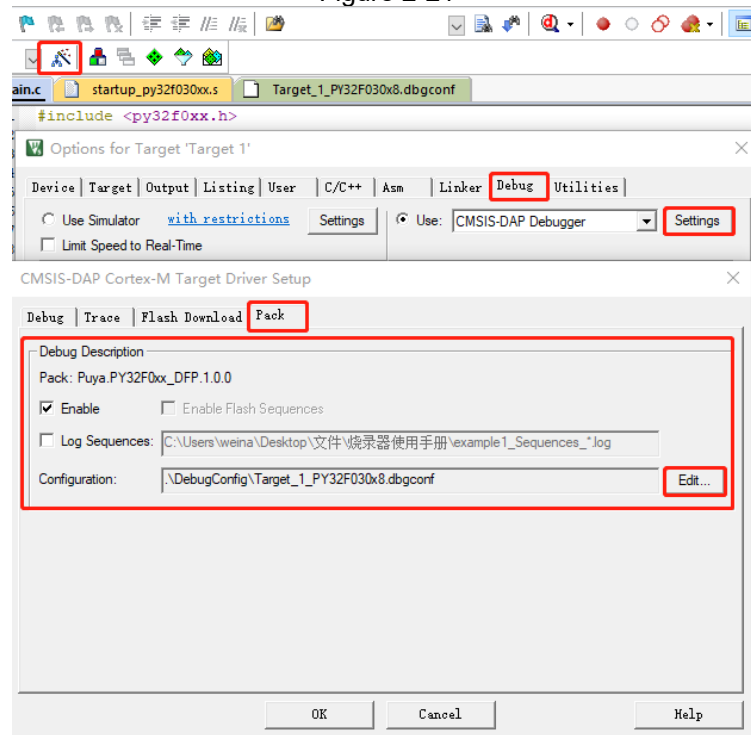 ain.c startup_py32f030xx.s Target_1_PY32F030x8.dbgconf
#include <py32f0xx.h>
Options for Target 'Target 1'
Device Target Output Listing User C/C++ Asm Linker Debug Utilities
Use Simulator with restrictions Settings Use: CMSIS-DAP Debugger Settings
Limit Speed to Real-Time
CMSIS-DAP Cortex-M Target Driver Setup
Debug Trace Flash Download Pack
Debug Description
Pack: Puya.PY32F0xx_DFP.1.0.0
Enable Enable Flash Sequences
Log Sequences: C:\Users\weina\Desktop\文件\烧录器使用手册\example1_Sequences_*.log
Configuration: .\DebugConfig\Target_1_PY32F030x8.dbgconf Edit...
OK Cancel Help